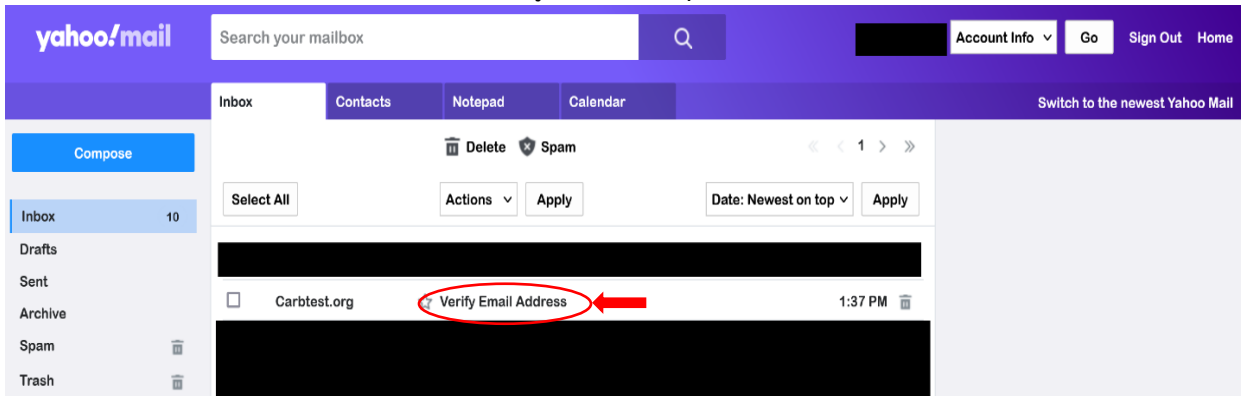 yahoo!mail Search your mailbox Account Info Go Sign Out Home
Inbox Contacts Notepad Calendar Switch to the newest Yahoo Mail
Compose Delete Spam « < 1 > »
Select All Actions Apply Date: Newest on top Apply
Inbox 10
Drafts
Sent
Carbtest.org Verify Email Address 1:37 PM
Archive
Spam
Trash